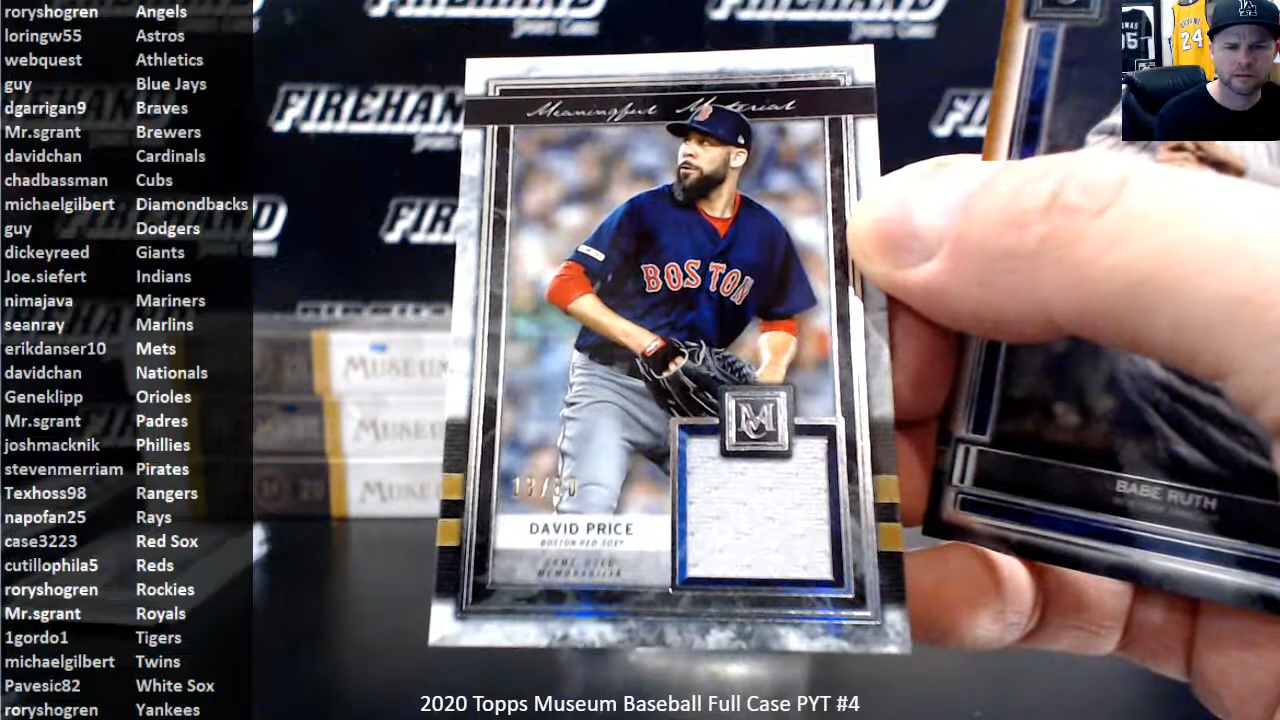 roryshogren Angels
loringw55 Astros
webquest Athletics
guy Blue Jays
dgarrigan9 Braves
Mr.sgrant Brewers
davidchan Cardinals
chadbassman Cubs
michaelgilbert Diamondbacks
guy Dodgers
dickeyreed Giants
Joe.siefert Indians
nimajava Mariners
seanray Marlins
erikdanser10 Mets
davidchan Nationals
Geneklipp Orioles
Mr.sgrant Padres
joshmacknik Phillies
stevenmerriam Pirates
Texhoss98 Rangers
napofan25 Rays
case3223 Red Sox
cutillophila5 Reds
roryshogren Rockies
Mr.sgrant Royals
1gordo1 Tigers
michaelgilbert Twins
Pavesic82 White Sox
roryshogren Yankees
FIREHAND
Meaningful Material
BOSTON
M
DAVID PRICE
BOSTON RED SOX
GAME-USED
MEMORABILIA
BABE RUTH
MUSEUM
24
LA
2020 Topps Museum Baseball Full Case PYT #4